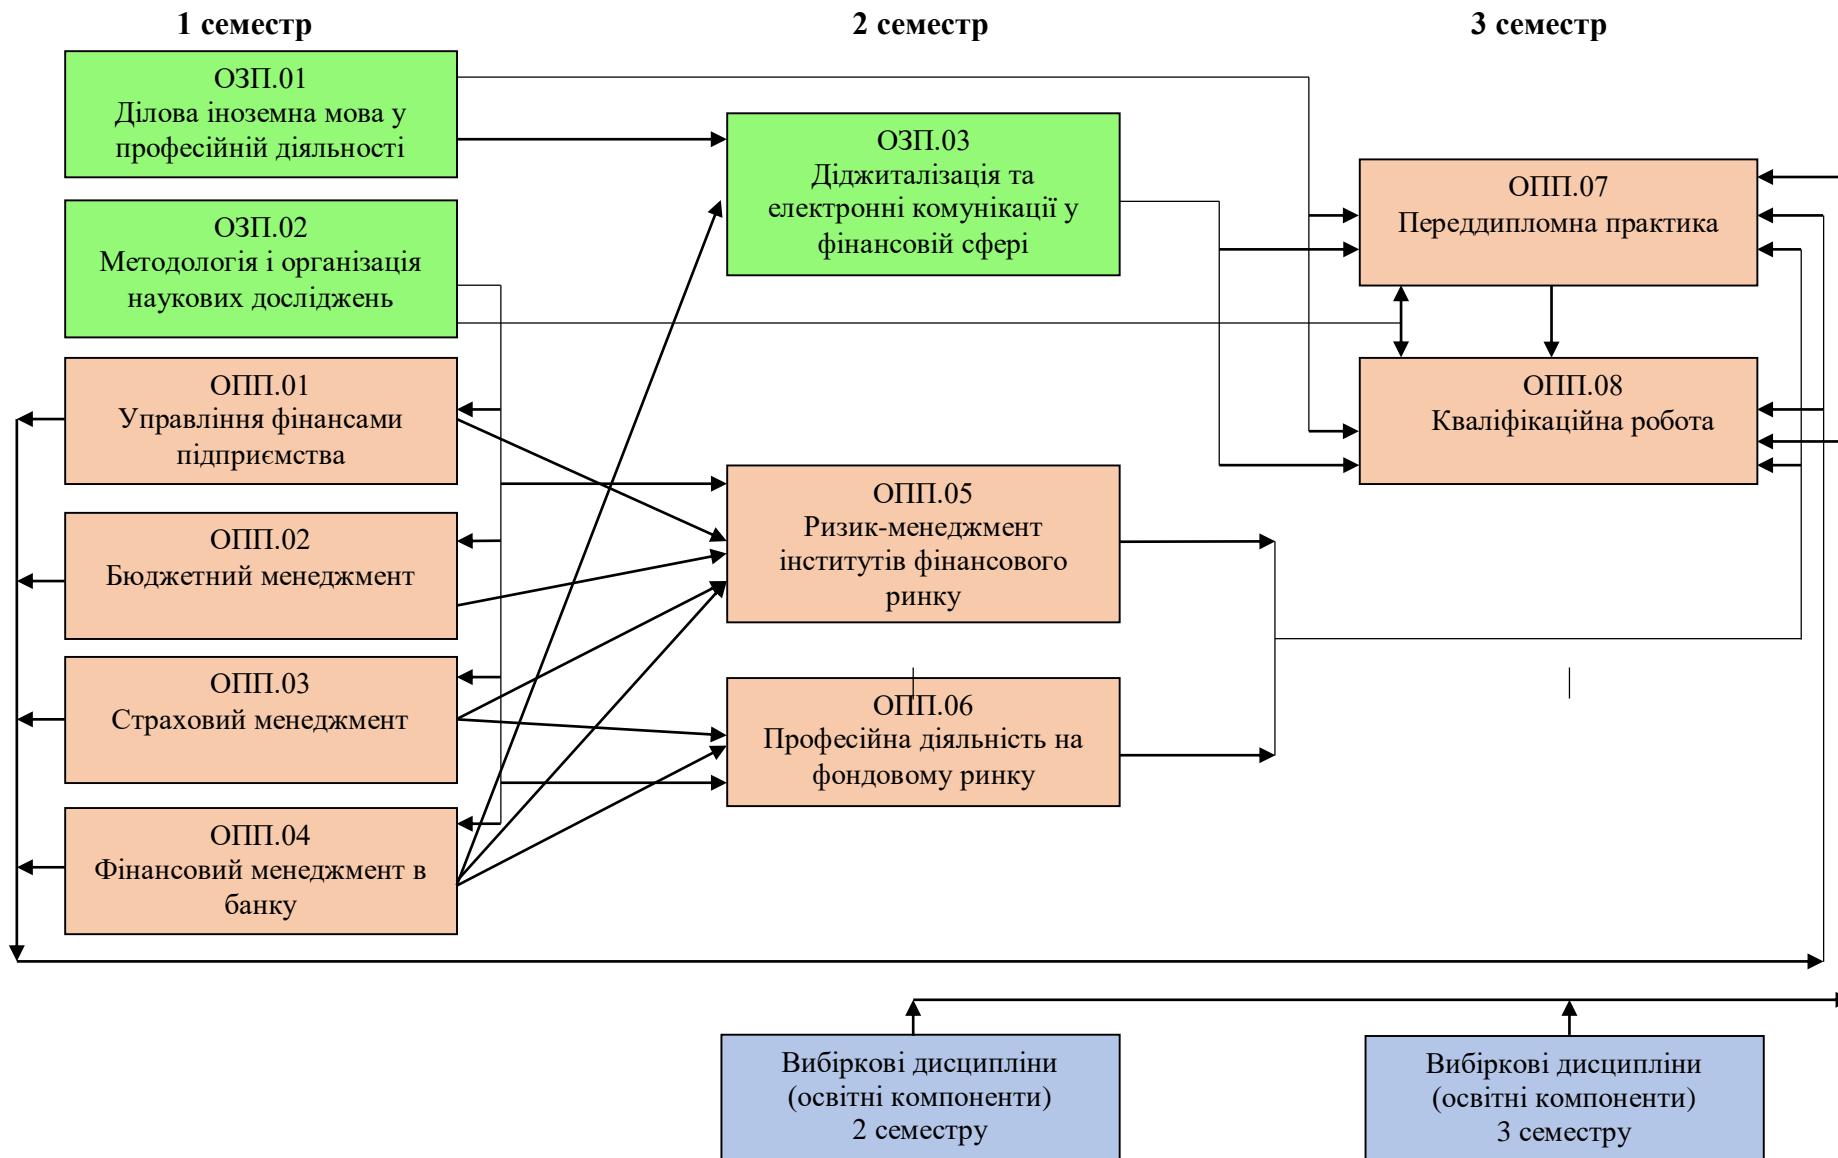 1 семестр
2 семестр
3 семестр
ОЗП.01
Ділова іноземна мова у
професійній діяльності
ОЗП.02
Методологія і організація
наукових досліджень
ОПП.01
Управління фінансами
підприємства
ОПП.02
Бюджетний менеджмент
ОПП.03
Страховий менеджмент
ОПП.04
Фінансовий менеджмент в
банку
ОЗП.03
Діджиталізація та
електронні комунікації у
фінансовій сфері
ОПП.05
Ризик-менеджмент
інститутів фінансового
ринку
ОПП.06
Професійна діяльність на
фондовому ринку
Вибіркові дисципліни
(освітні компоненти)
2 семестру
ОПП.07
Переддипломна практика
ОПП.08
Кваліфікаційна робота
Вибіркові дисципліни
(освітні компоненти)
3 семестру